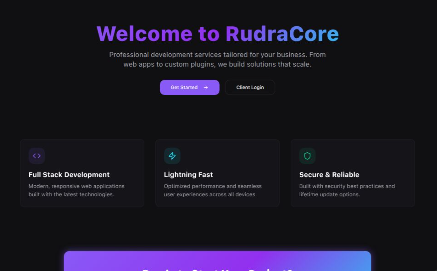 Welcome to RudraCore
Professional development services tailored for your business. From
web apps to custom plugins, we build solutions that scale.
Get Started →
Client Login
Full Stack Development
Modern, responsive web applications
built with the latest technologies.
Lightning Fast
Optimized performance and seamless
user experiences across all devices
Secure & Reliable
Built with security best practices and
lifetime update options.